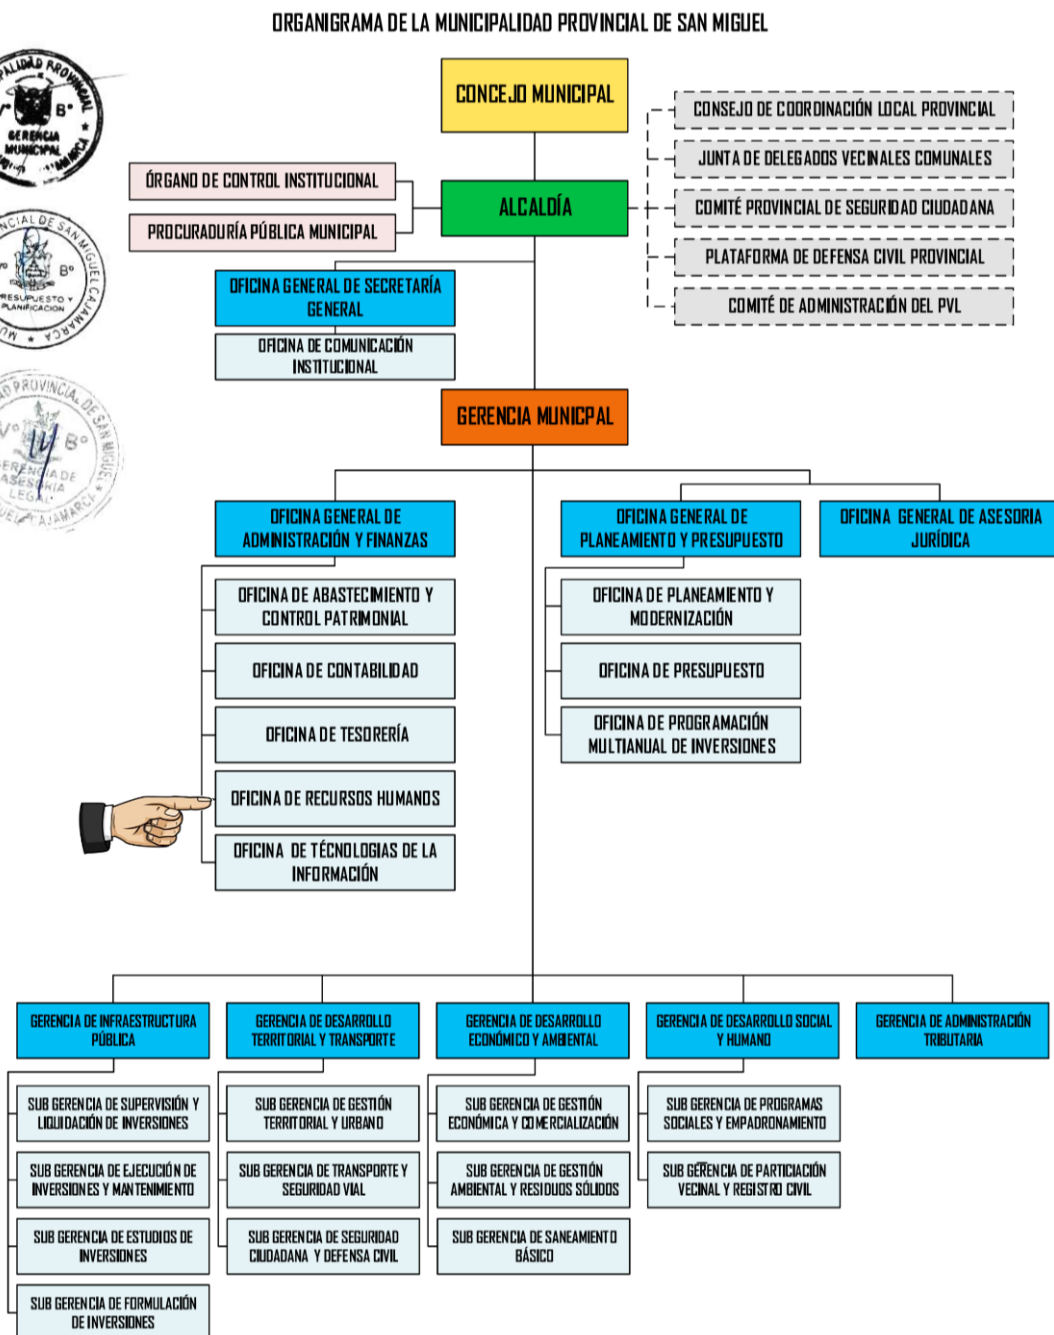 ORGANIGRAMA DE LA MUNICIPALIDAD PROVINCIAL DE SAN MIGUEL
CONCEJO MUNICIPAL
CONSEJO DE COORDINACIÓN LOCAL PROVINCIAL
JUNTA DE DELEGADOS VECINALES COMUNALES
COMITÉ PROVINCIAL DE SEGURIDAD CIUDADANA
PLATAFORMA DE DEFENSA CIVIL PROVINCIAL
COMITÉ DE ADMINISTRACIÓN DEL PVL
ÓRGANO DE CONTROL INSTITUCIONAL
PROCURADURÍA PÚBLICA MUNICIPAL
ALCALDÍA
OFICINA GENERAL DE SECRETARÍA
GENERAL
OFICINA DE COMUNICACIÓN
INSTITUCIONAL
GERENCIA MUNICPAL
OFICINA GENERAL DE
ADMINISTRACIÓN Y FINANZAS
OFICINA DE ABASTECIMIENTO Y
CONTROL PATRIMONIAL
OFICINA DE CONTABILIDAD
OFICINA DE TESORERÍA
OFICINA DE RECURSOS HUMANOS
OFICINA DE TÉCNOLOGIAS DE LA
INFORMACIÓN
OFICINA GENERAL DE
PLANEAMIENTO Y PRESUPUESTO
OFICINA DE PLANEAMIENTO Y
MODERNIZACIÓN
OFICINA DE PRESUPUESTO
OFICINA DE PROGRAMACIÓN
MULTIANUAL DE INVERSIONES
OFICINA GENERAL DE ASESORIA
JURÍDICA
GERENCIA DE INFRAESTRUCTURA
PÚBLICA
SUB GERENCIA DE SUPERVISIÓN Y
LIQUIDACIÓN DE INVERSIONES
SUB GERENCIA DE EJECUCIÓN DE
INVERSIONES Y MANTENIMIENTO
SUB GERENCIA DE ESTUDIOS DE
INVERSIONES
SUB GERENCIA DE FORMULACIÓN
DE INVERSIONES
GERENCIA DE DESARROLLO
TERRITORIAL Y TRANSPORTE
SUB GERENCIA DE GESTIÓN
TERRITORIAL Y URBANO
SUB GERENCIA DE TRANSPORTE Y
SEGURIDAD VIAL
SUB GERENCIA DE SEGURIDAD
CIUDADANA Y DEFENSA CIVIL
GERENCIA DE DESARROLLO
ECONÓMICO Y AMBIENTAL
SUB GERENCIA DE GESTIÓN
ECONÓMICA Y COMERCIALIZACIÓN
SUB GERENCIA DE GESTIÓN
AMBIENTAL Y RESIDUOS SÓLIDOS
SUB GERENCIA DE SANEAMIENTO
BÁSICO
GERENCIA DE DESARROLLO SOCIAL
Y HUMANO
SUB GERENCIA DE PROGRAMAS
SOCIALES Y EMPADRONAMIENTO
SUB GERENCIA DE PARTICIACIÓN
VECINAL Y REGISTRO CIVIL
GERENCIA DE ADMINISTRACIÓN
TRIBUTARIA
B°
GERENCIA
MUNICIPAL
B°
PLANIFICACION
V° B°
GERENCIA DE
ASESORIA
LEGAL